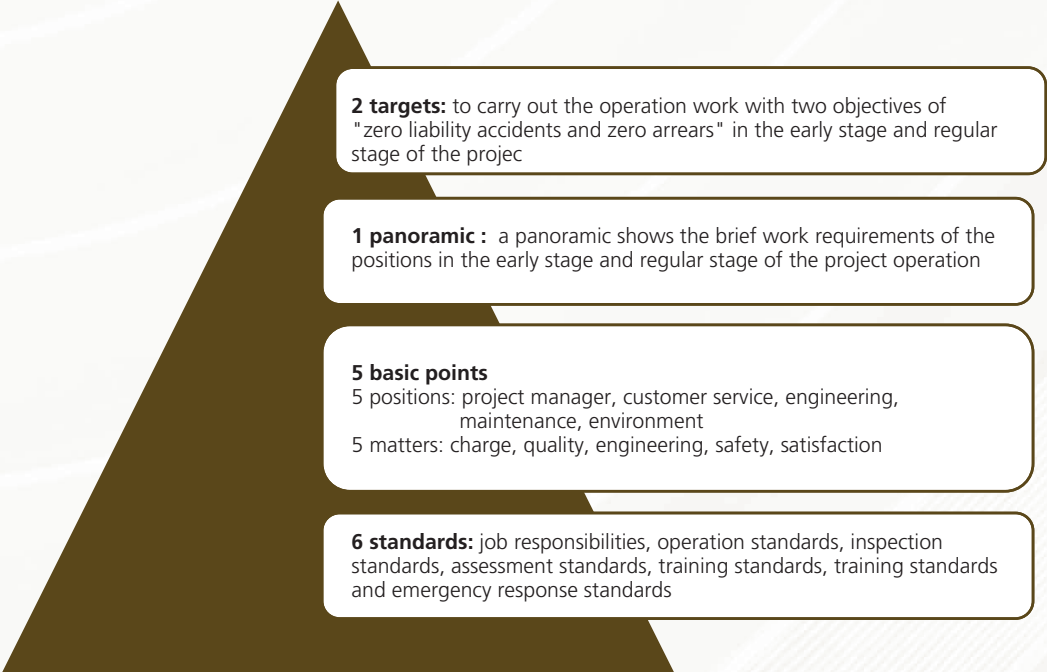 2 targets: to carry out the operation work with two objectives of
"zero liability accidents and zero arrears" in the early stage and regular
stage of the projec
1 panoramic : a panoramic shows the brief work requirements of the
positions in the early stage and regular stage of the project operation
5 basic points
5 positions: project manager, customer service, engineering,
maintenance, environment
5 matters: charge, quality, engineering, safety, satisfaction
6 standards: job responsibilities, operation standards, inspection
standards, assessment standards, training standards, training standards
and emergency response standards